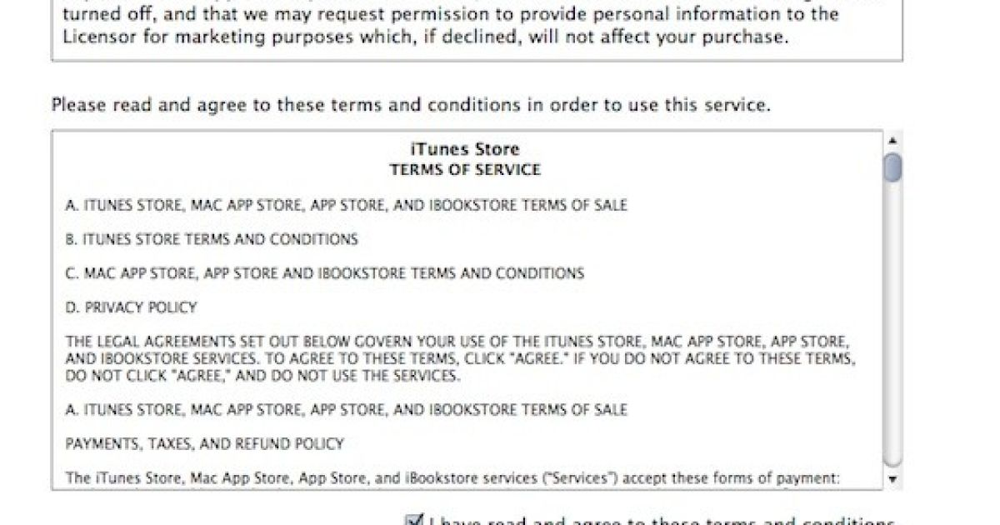 turned off, and that we may request permission to provide personal information to the
Licensor for marketing purposes which, if declined, will not affect your purchase.
Please read and agree to these terms and conditions in order to use this service.
iTunes Store
TERMS OF SERVICE
A. ITUNES STORE, MAC APP STORE, APP STORE, AND IBOOKSTORE TERMS OF SALE
B. ITUNES STORE TERMS AND CONDITIONS
C. MAC APP STORE, APP STORE AND IBOOKSTORE TERMS AND CONDITIONS
D. PRIVACY POLICY
THE LEGAL AGREEMENTS SET OUT BELOW GOVERN YOUR USE OF THE ITUNES STORE, MAC APP STORE, APP STORE,
AND IBOOKSTORE SERVICES. TO AGREE TO THESE TERMS, CLICK "AGREE." IF YOU DO NOT AGREE TO THESE TERMS,
DO NOT CLICK "AGREE," AND DO NOT USE THE SERVICES.
A. ITUNES STORE, MAC APP STORE, APP STORE, AND IBOOKSTORE TERMS OF SALE
PAYMENTS, TAXES, AND REFUND POLICY
The iTunes Store, Mac App Store, App Store, and iBookstore services ("Services") accept these forms of payment:
I have read and agree to these terms and conditions.